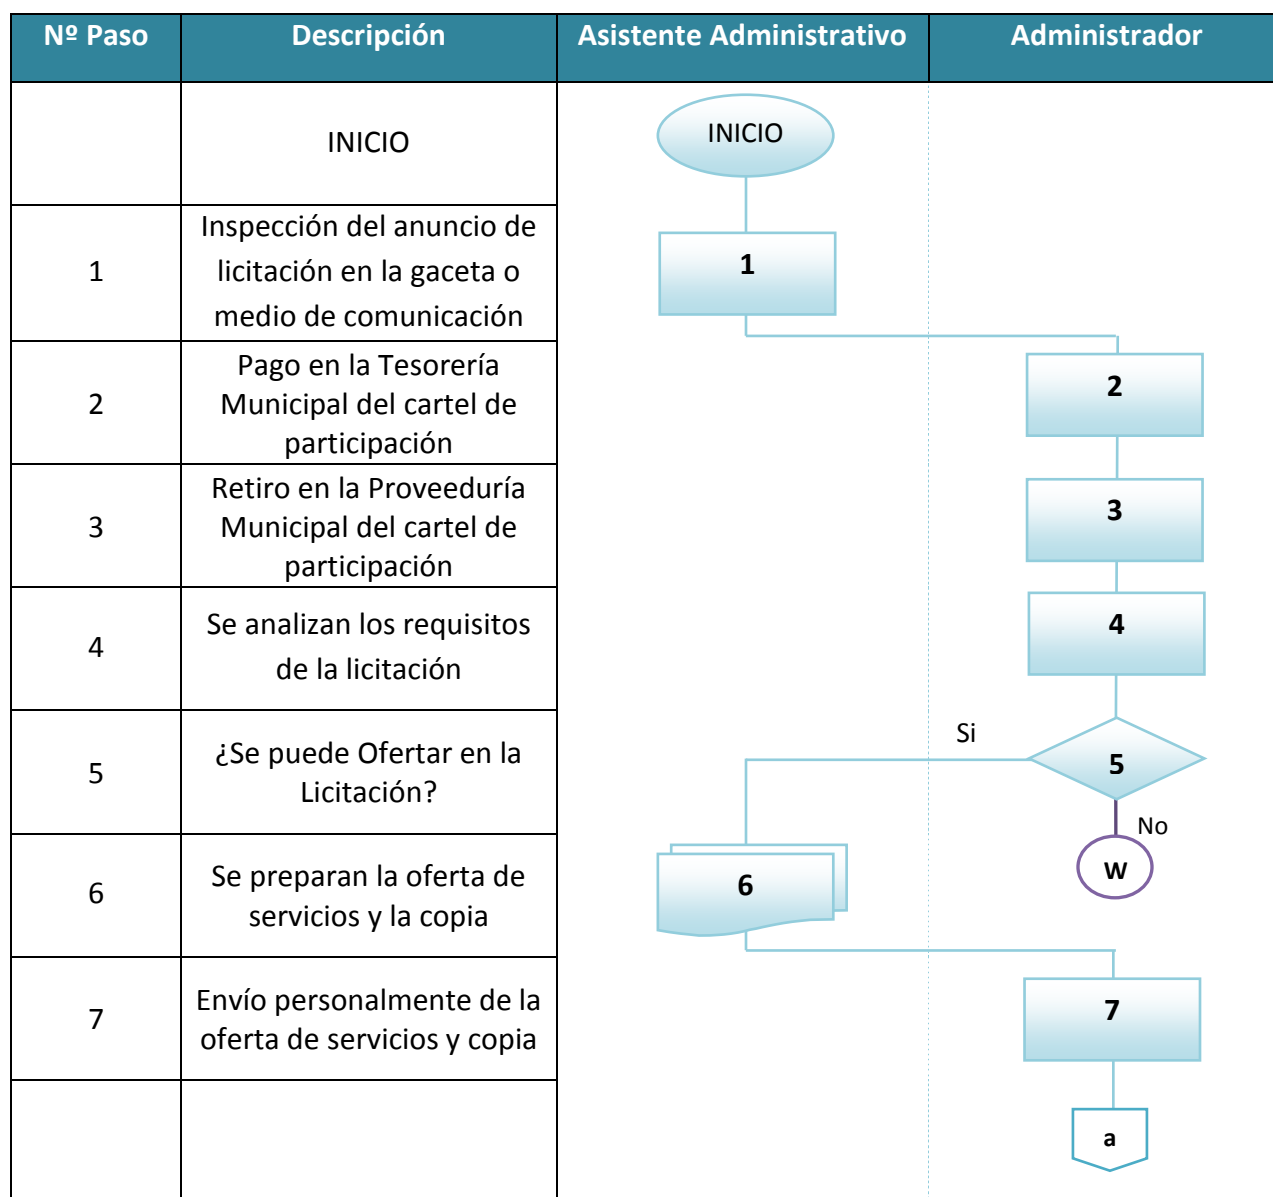 Nº Paso
Descripción
Asistente Administrativo
Administrador
INICIO
INICIO
1
Inspección del anuncio de
licitación en la gaceta o
medio de comunicación
1
2
Pago en la Tesorería
Municipal del cartel de
participación
2
3
Retiro en la Proveeduría
Municipal del cartel de
participación
3
4
Se analizan los requisitos
de la licitación
4
5
¿Se puede Ofertar en la
Licitación?
Si
5
No
W
6
Se preparan la oferta de
servicios y la copia
6
7
Envío personalmente de la
oferta de servicios y copia
7
a